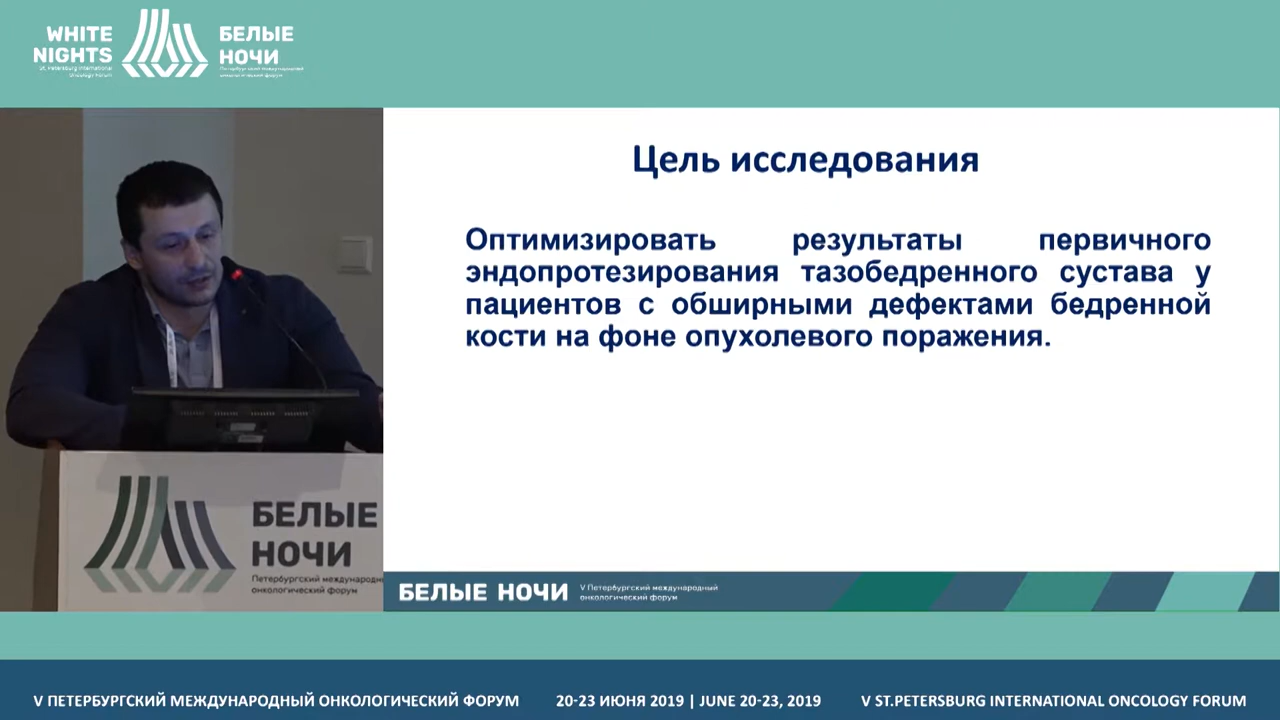 WHITE
NIGHTS
St. Petersburg International
Oncology Forum
БЕЛЫЕ
НОЧИ
Петербургский международный
онкологический форум
Цель исследования
Оптимизировать результаты первичного
эндопротезирования тазобедренного сустава у
пациентов с обширными дефектами бедренной
кости на фоне опухолевого поражения.
БЕЛЫЕ
НОЧИ
Петербургский международн
онкологический форум
БЕЛЫЕ НОЧИ
V Петербургский международный
онкологический форум
V ПЕТЕРБУРГСКИЙ МЕЖДУНАРОДНЫЙ ОНКОЛОГИЧЕСКИЙ ФОРУМ
20-23 ИЮНЯ 2019 | JUNE 20-23, 2019
V ST.PETERSBURG INTERNATIONAL ONCOLOGY FORUM